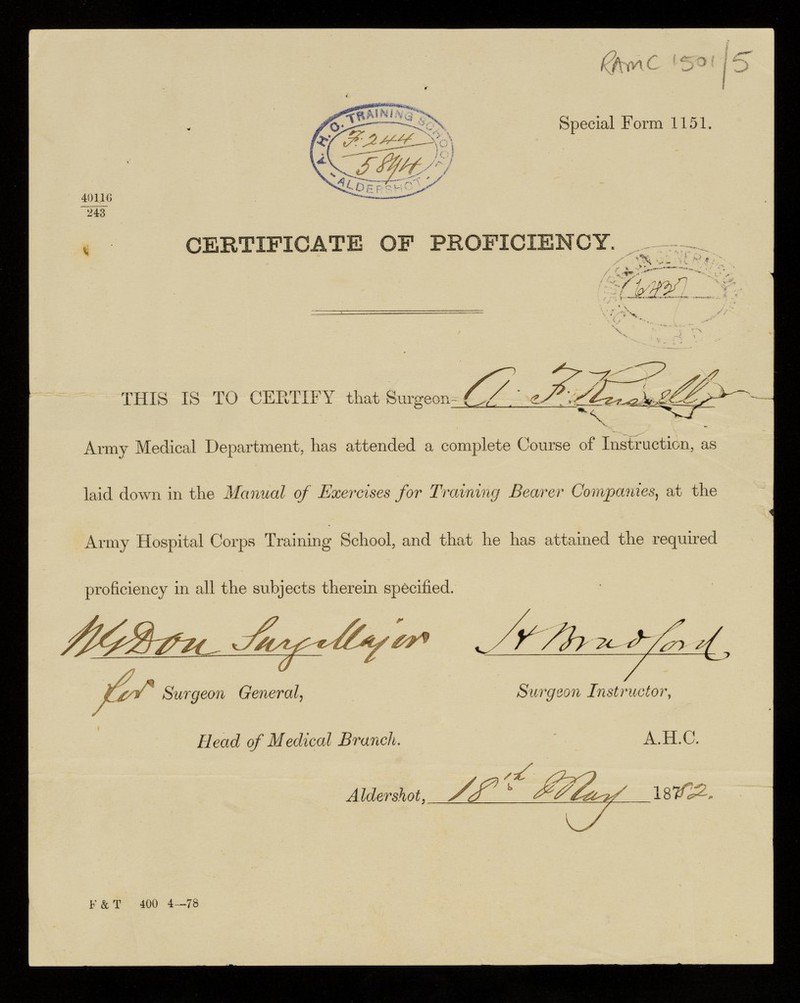 RAMC 1501/5
A.H.C. TRAINING SCHOOL
F. 244
5894
- ALDERSHOT -
Special Form 1151.
40116
243
CERTIFICATE OF PROFICIENCY.
THIS IS TO CERTIFY that Surgeon- A. F. Russell,
Army Medical Department, has attended a complete Course of Instruction, as
laid down in the Manual of Exercises for Training Bearer Companies, at the
Army Hospital Corps Training School, and that he has attained the required
proficiency in all the subjects therein specified.
WGDon Surg: Major H Bradford,
for Surgeon General, Surgeon Instructor,
Head of Medical Branch. A.H.C.
Aldershot, 18th May 1882.
F & T 400 4—78